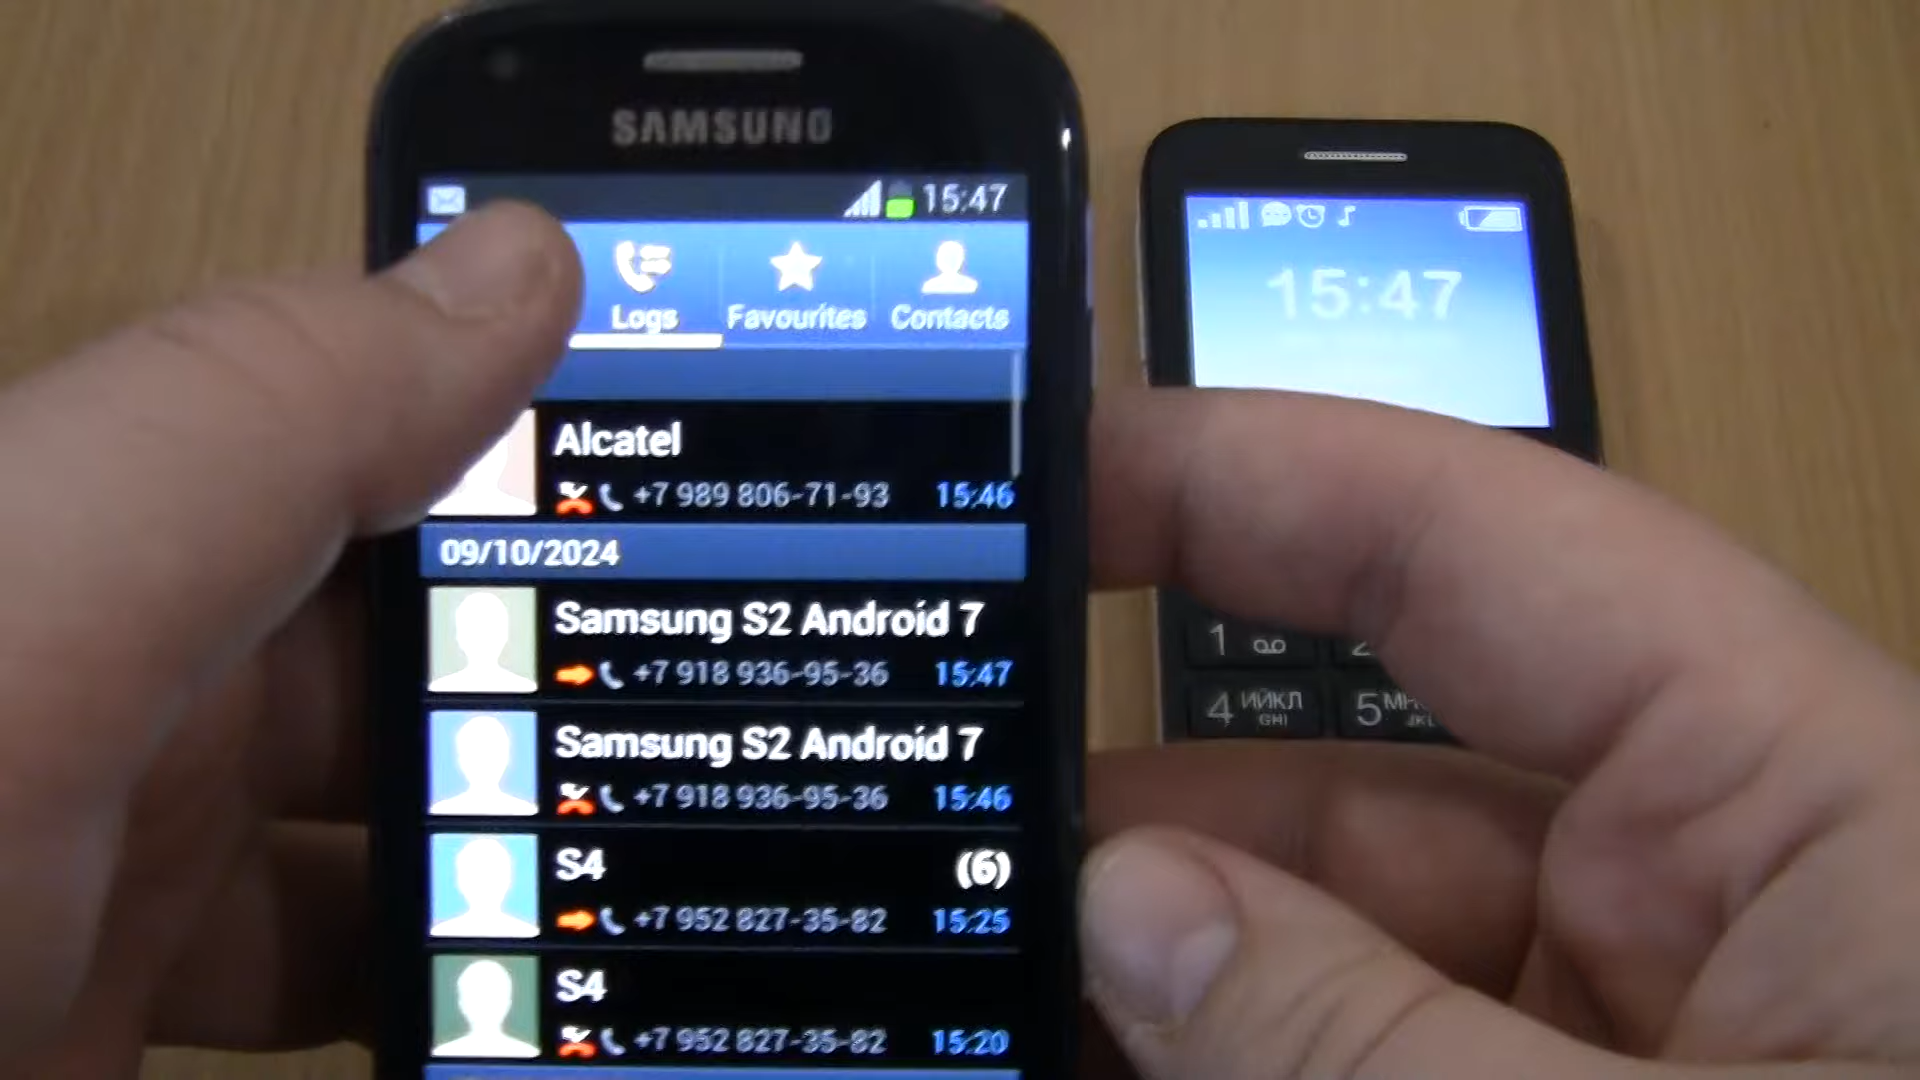 SAMSUNG
15:47
Logs
Favourites
Contacts
Alcatel
+7 989 806-71-93 15:46
09/10/2024
Samsung S2 Android 7
+7 918 936-95-36 15:47
Samsung S2 Android 7
+7 918 936-95-36 15:46
S4 (6)
+7 952 827-35-82 15:25
S4
+7 952 827-35-82 15:20
15:47
1
2
4 ИЙКЛ
GHI
5
JKL